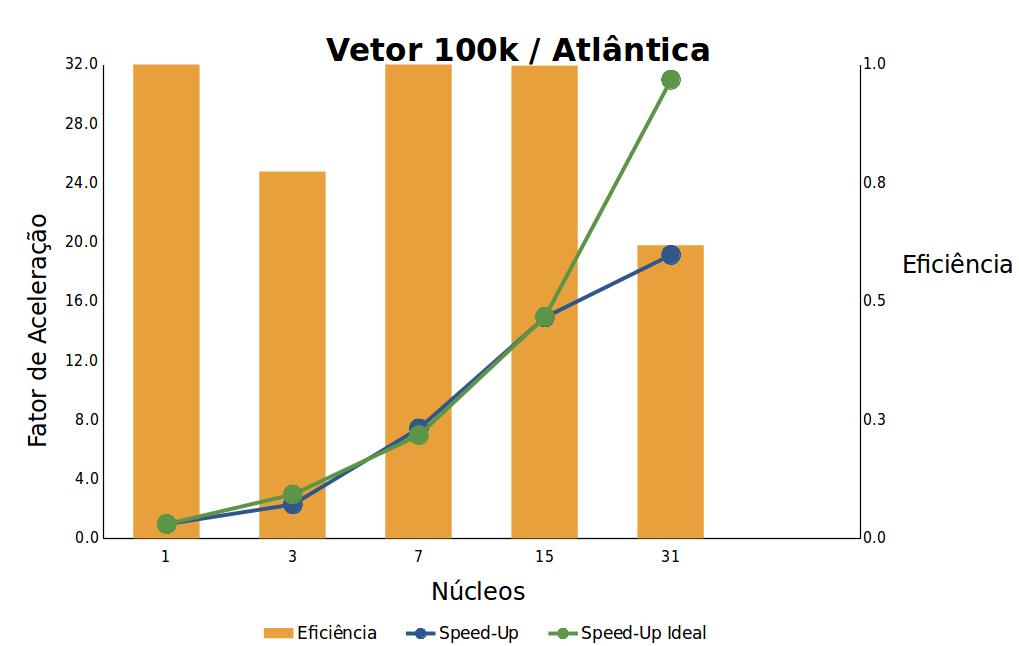 Vetor 100k / Atlântica
32.0
28.0
24.0
20.0
16.0
12.0
8.0
4.0
0.0
Fator de Aceleração
1.0
0.8
0.5
0.3
0.0
Eficiência
1 3 7 15 31
Núcleos
Eficiência Speed-Up Speed-Up Ideal